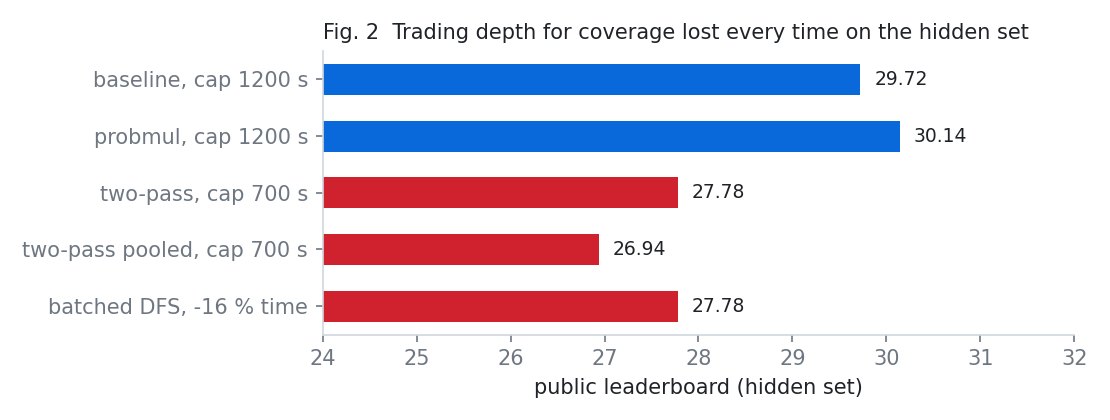 Fig. 2  Trading depth for coverage lost every time on the hidden set
baseline, cap 1200 s 29.72
probmul, cap 1200 s 30.14
two-pass, cap 700 s 27.78
two-pass pooled, cap 700 s 26.94
batched DFS, -16 % time 27.78
24 25 26 27 28 29 30 31 32
public leaderboard (hidden set)